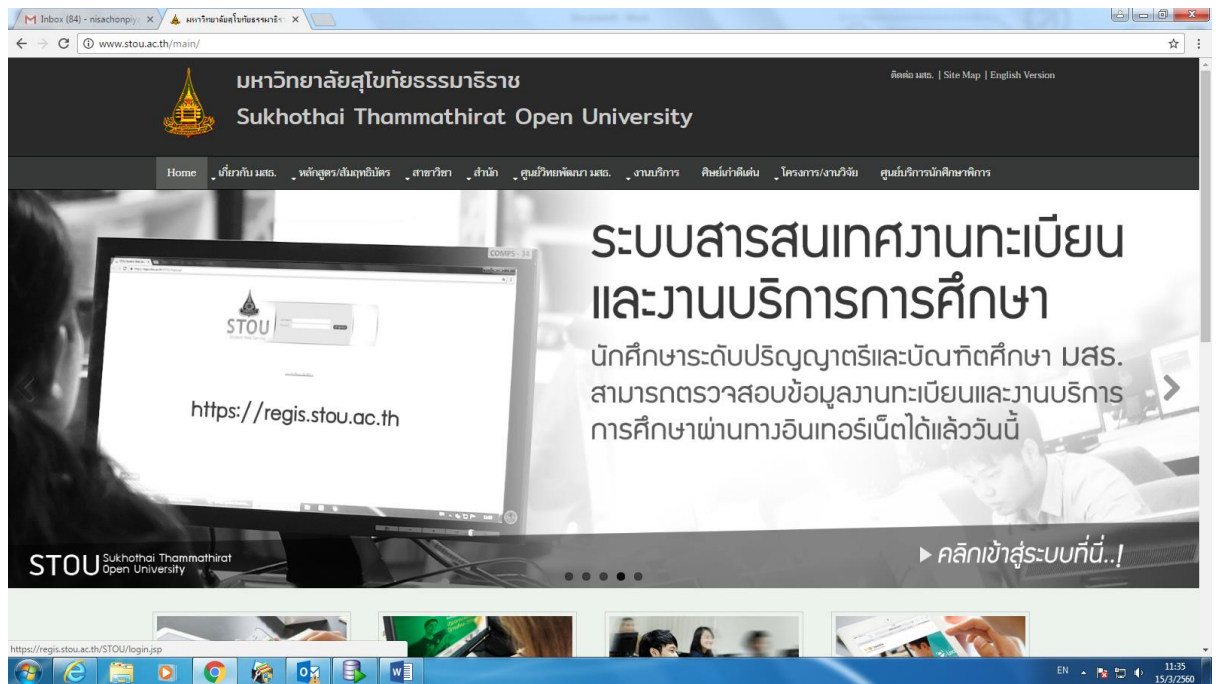 Inbox (84) - nisachonpiy
มหาวิทยาลัยสุโขทัยธรรมาธิรา
www.stou.ac.th/main/
มหาวิทยาลัยสุโขทัยธรรมาธิราช
ติดต่อ มสธ. | Site Map | English Version
Sukhothai Thammathirat Open University
Home เกี่ยวกับ มสธ. หลักสูตร/สัมฤทธิบัตร สาขาวิชา สำนัก ศูนย์วิทยพัฒนา มสธ. งานบริการ ศิษย์เก่าดีเด่น โครงการ/งานวิจัย ศูนย์บริการนักศึกษาพิการ
COMPS - 34
STOU
https://regis.stou.ac.th
ระบบสารสนเทศงานทะเบียน
และงานบริการการศึกษา
นักศึกษาระดับปริญญาตรีและบัณฑิตศึกษา มสธ.
สามารถตรวจสอบข้อมูลงานทะเบียนและงานบริการ
การศึกษาผ่านทางอินเทอร์เน็ตได้แล้ววันนี้
STOU Sukhothai Thammathirat
Open University
คลิกเข้าสู่ระบบที่นี่..!
https://regis.stou.ac.th/STOU/login.jsp
EN
11:35
15/3/2560